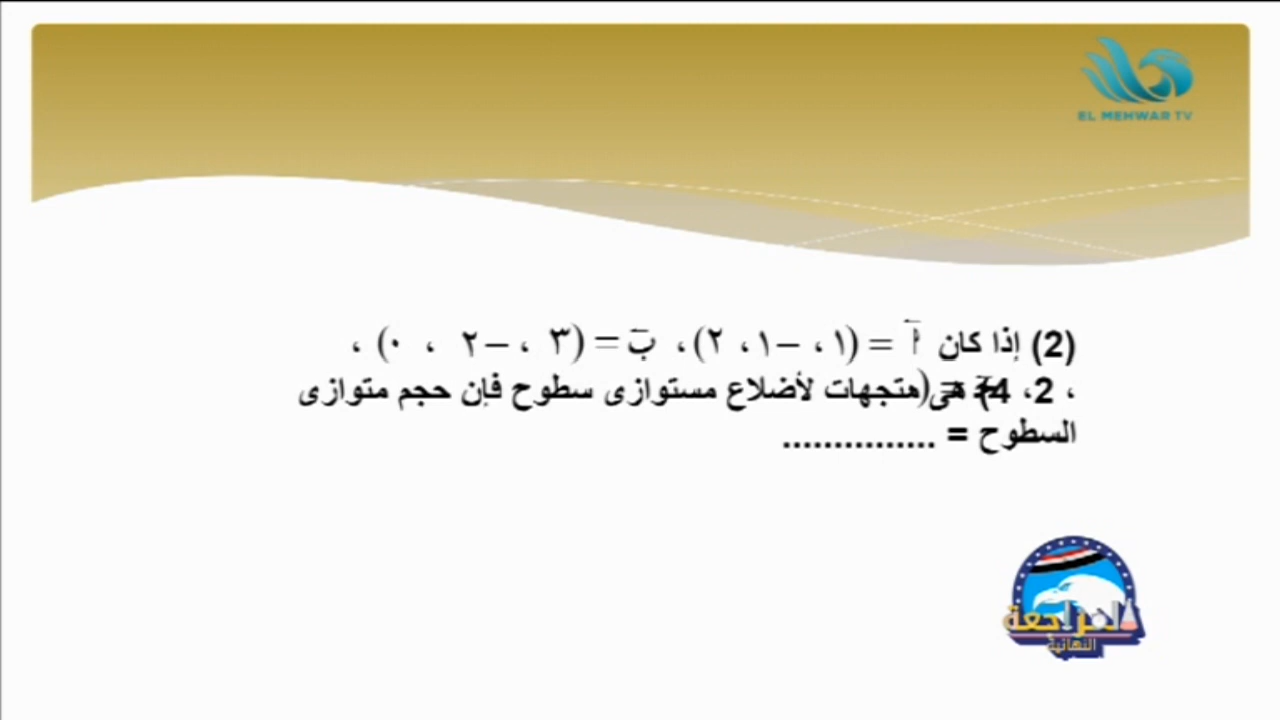 EL MEHWAR TV
(2) إذا كان أ = (١، –١، ٢)، ب = (٣ ، –٢ ، ٠) ،
، 2، 4) = هى متجهات لأضلاع مستوازى سطوح فإن حجم متوازى
السطوح = ...............
المراجعة
النهائية